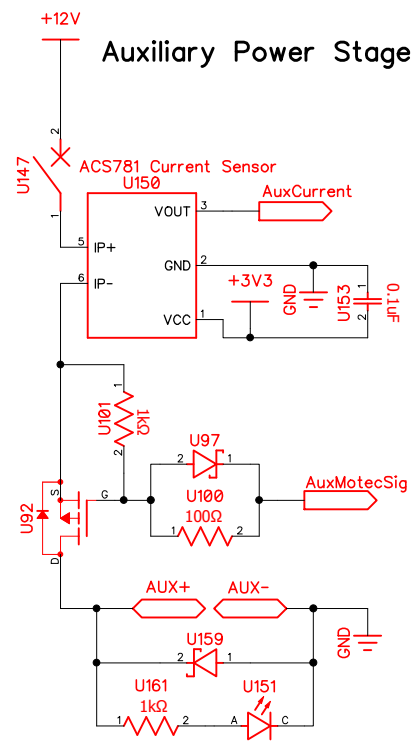 +12V
Auxiliary Power Stage
2
U147
1
ACS781 Current Sensor
U150
VOUT
3
AuxCurrent
5
IP+
6
IP-
GND
2
+3V3
GND
U153
1
0.1uF
2
VCC
1
1
U101
1kΩ
2
U97
2
1
AuxMotecSig
U92
S
G
D
U100
100Ω
1
2
AUX+
AUX-
GND
U159
2
1
U161
1kΩ
1
2
U151
A
C